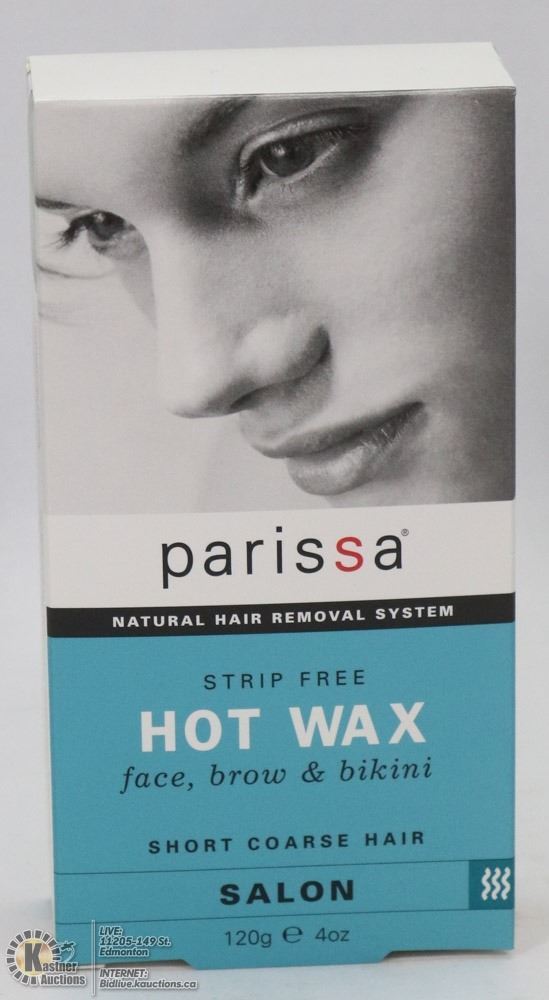 parissa®
NATURAL HAIR REMOVAL SYSTEM
STRIP FREE
HOT WAX
face, brow & bikini
SHORT COARSE HAIR
SALON
120g ℮ 4oz
Kastner
Auctions
LIVE:
11205-149 St.
Edmonton
INTERNET:
Bidlive.kauctions.ca